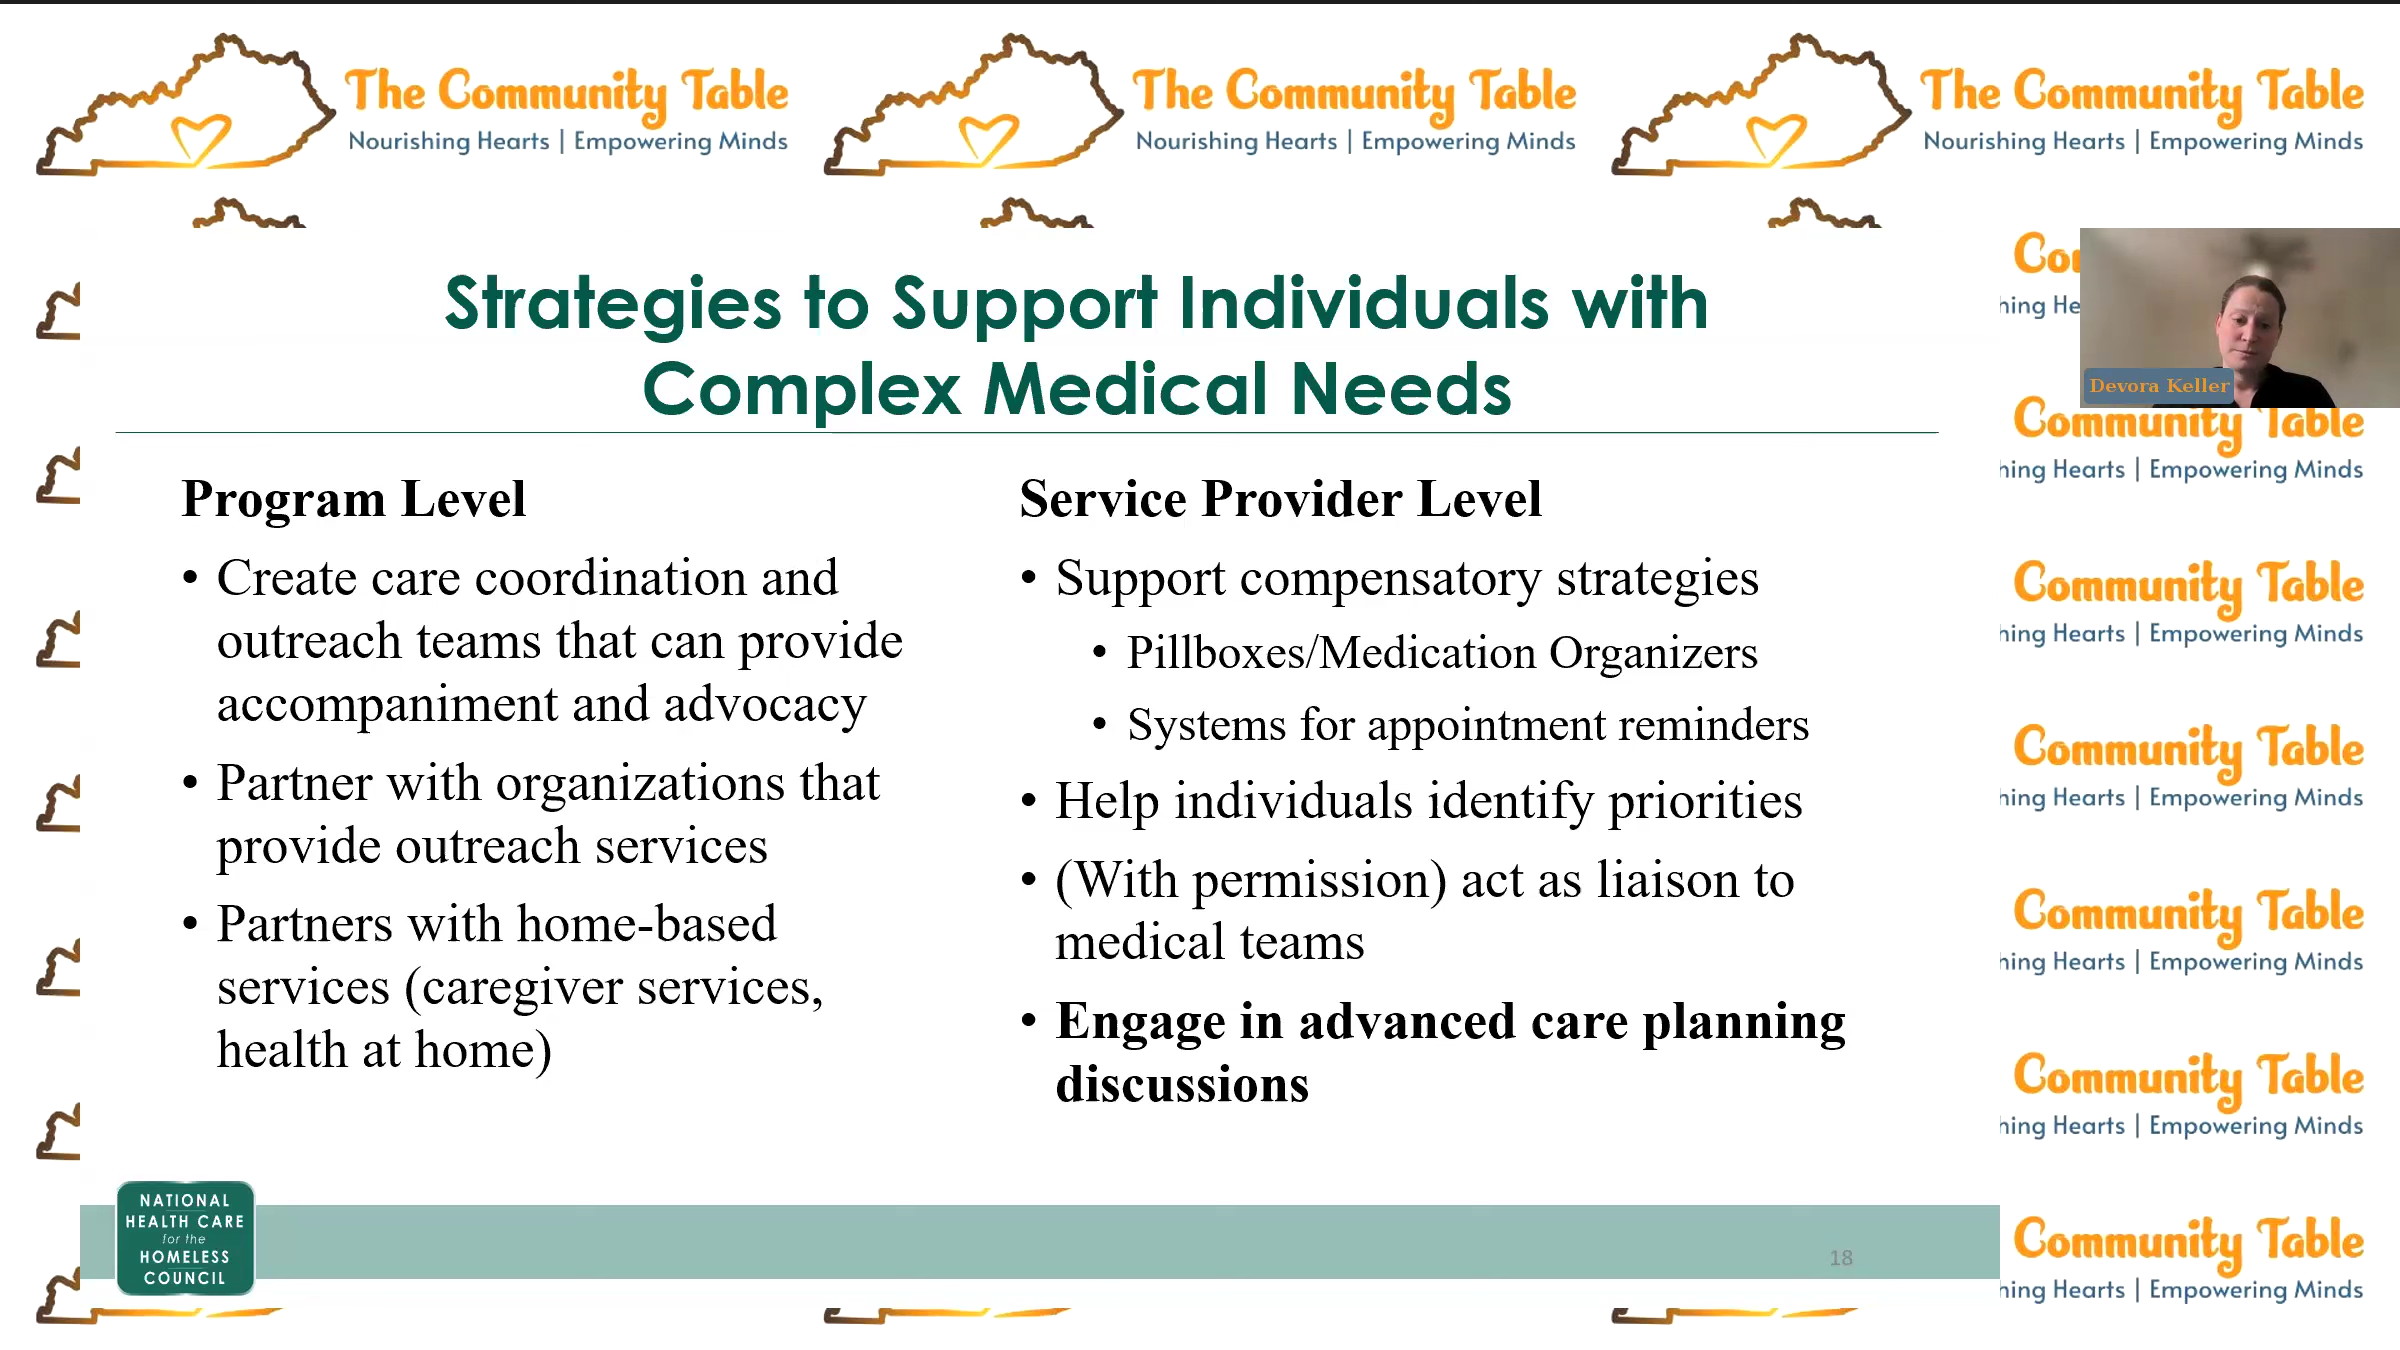 The Community Table
Nourishing Hearts | Empowering Minds
The Community Table
Nourishing Hearts | Empowering Minds
The Community Table
Nourishing Hearts | Empowering Minds
Strategies to Support Individuals with
Complex Medical Needs
Program Level
• Create care coordination and
outreach teams that can provide
accompaniment and advocacy
• Partner with organizations that
provide outreach services
• Partners with home-based
services (caregiver services,
health at home)
Service Provider Level
• Support compensatory strategies
• Pillboxes/Medication Organizers
• Systems for appointment reminders
• Help individuals identify priorities
• (With permission) act as liaison to
medical teams
• Engage in advanced care planning
discussions
Devora Keller
Community Table
Hearts | Empowering Minds
Community Table
Hearts | Empowering Minds
Community Table
Hearts | Empowering Minds
Community Table
Hearts | Empowering Minds
Community Table
Hearts | Empowering Minds
Community Table
Hearts | Empowering Minds
NATIONAL
HEALTH CARE
for the
HOMELESS
COUNCIL
18